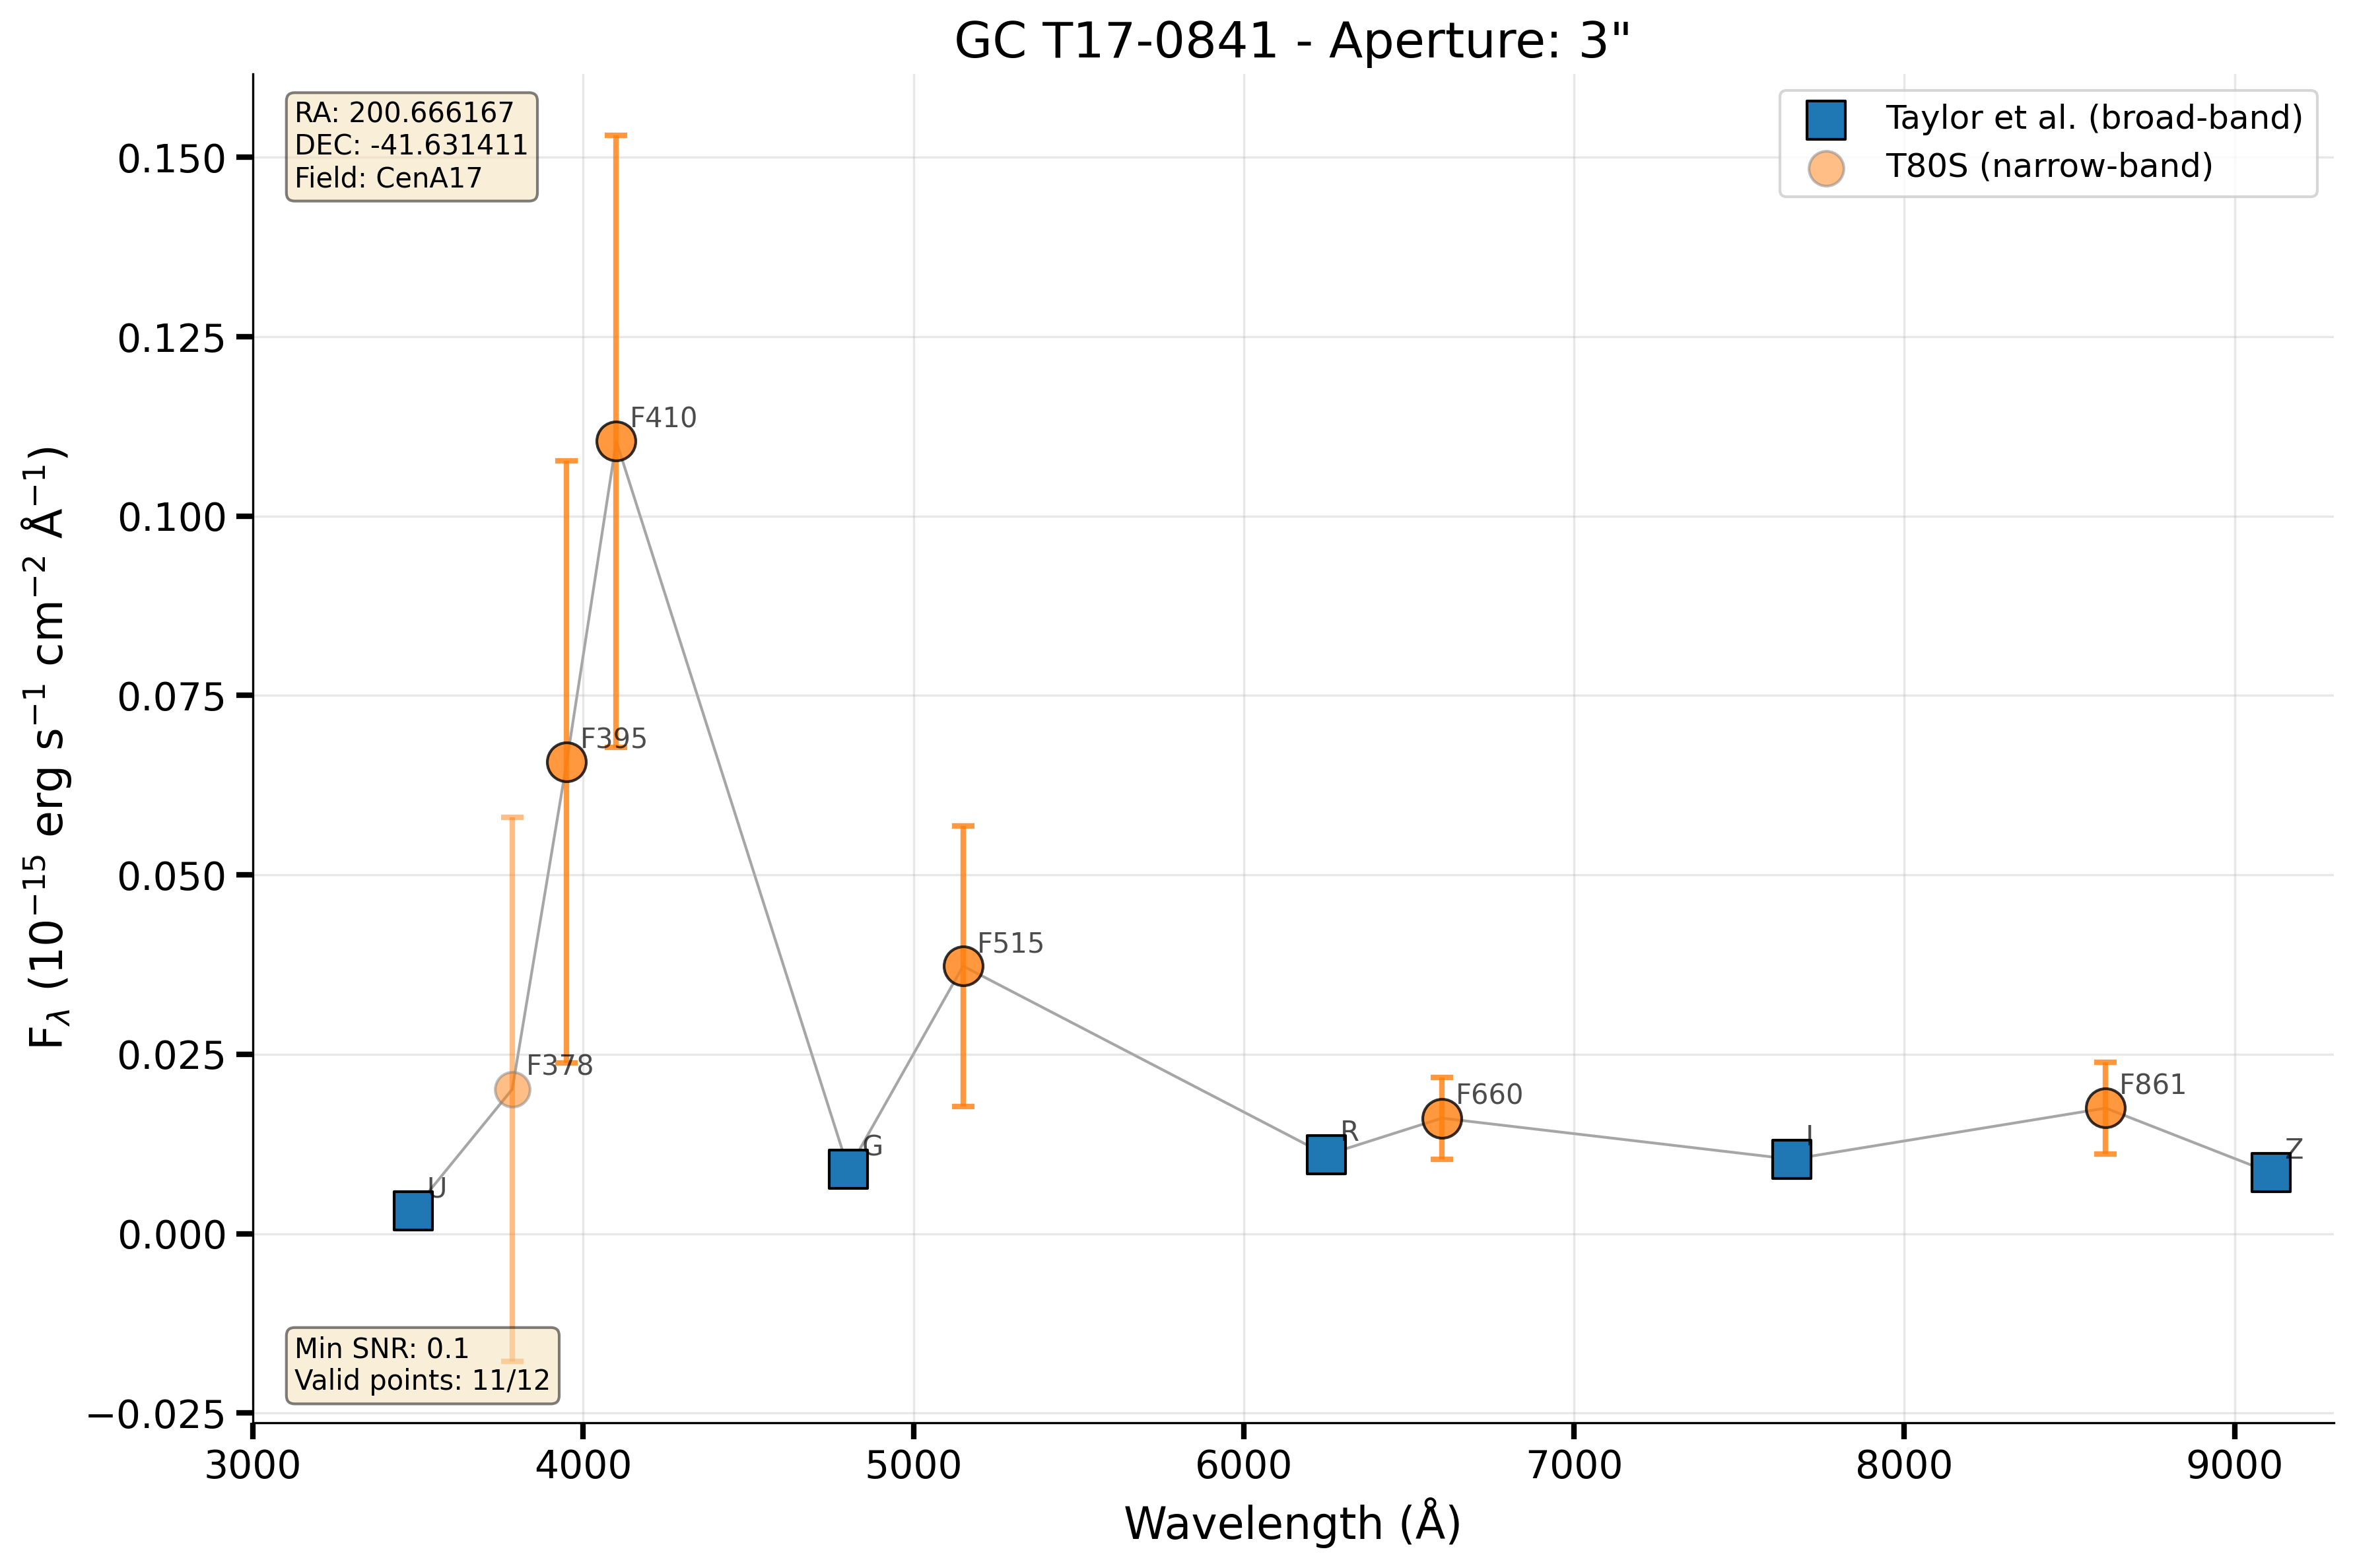 GC T17-0841 - Aperture: 3"
RA: 200.666167
DEC: -41.631411
Field: CenA17
Taylor et al. (broad-band)
T80S (narrow-band)
0.150
0.125
0.100
0.075
0.050
0.025
0.000
−0.025
F410
F395
F378
F515
F660
F861
U
G
R
I
Z
Min SNR: 0.1
Valid points: 11/12
3000 4000 5000 6000 7000 8000 9000
Wavelength (Å)
F_λ (10⁻¹⁵ erg s⁻¹ cm⁻² Å⁻¹)